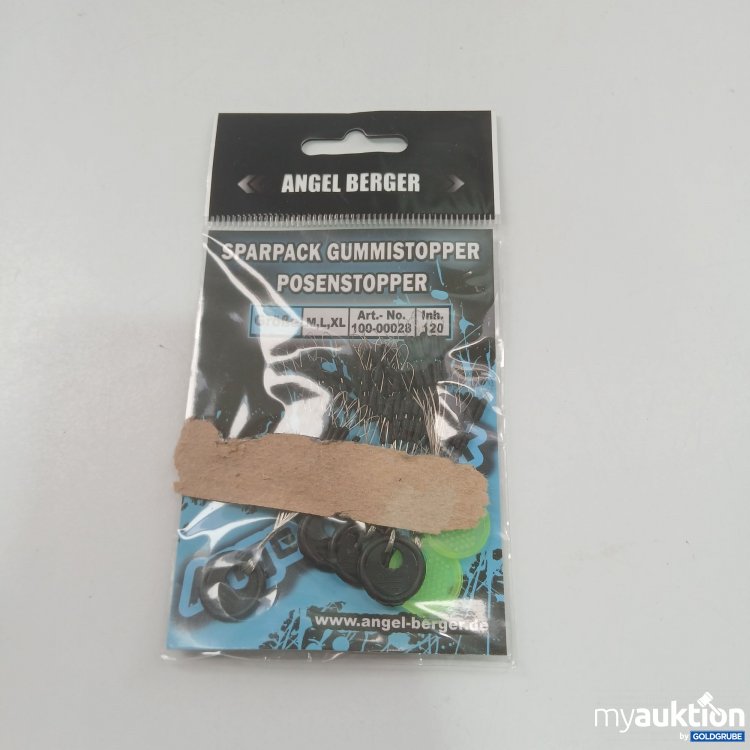 ANGEL BERGER
SPARPACK GUMMISTOPPER
POSENSTOPPER
Größe M,L,XL Art.- No. 100-00028 Inh. 120
www.angel-berger.de
myauktion
by GOLDGRUBE